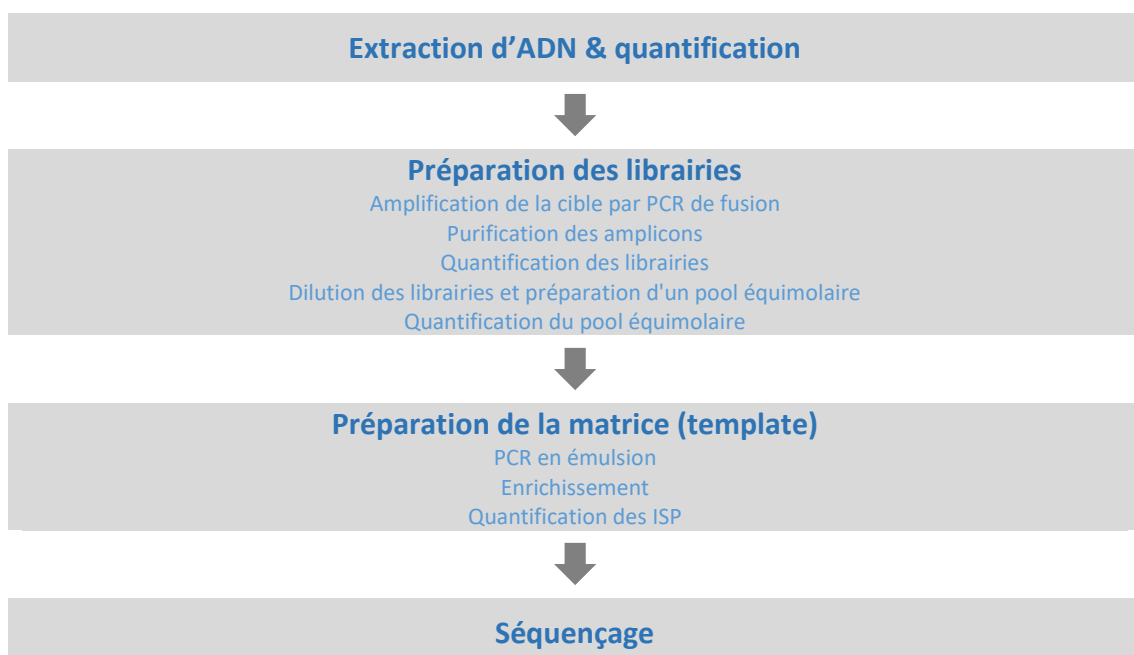 Extraction d’ADN & quantification
Préparation des librairies
Amplification de la cible par PCR de fusion
Purification des amplicons
Quantification des librairies
Dilution des librairies et préparation d'un pool équimolaire
Quantification du pool équimolaire
Préparation de la matrice (template)
PCR en émulsion
Enrichissement
Quantification des ISP
Séquençage